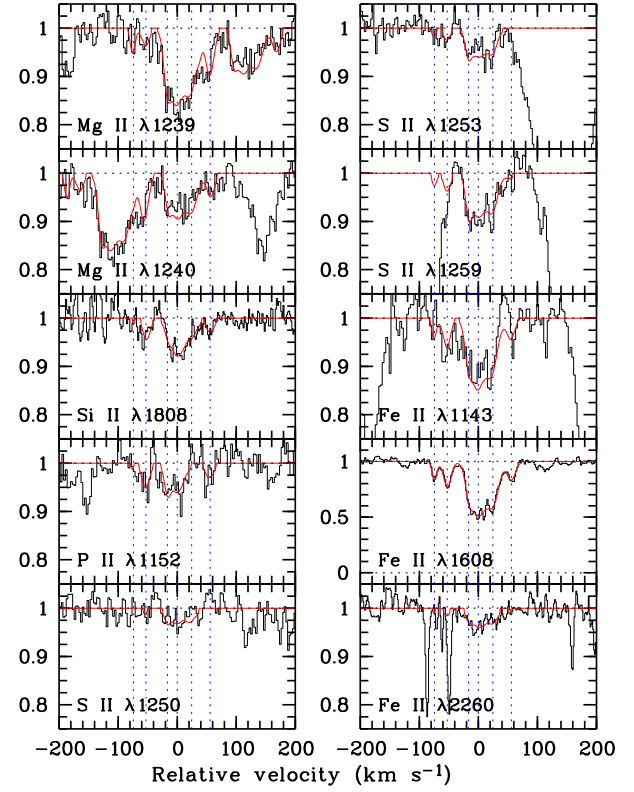 1
0.9
0.8
Mg II λ1239
1
0.9
0.8
Mg II λ1240
1
0.9
0.8
Si II λ1808
1
0.9
0.8
P II λ1152
1
0.9
0.8
S II λ1250
−200 −100 0 100 200
1
0.9
0.8
S II λ1253
1
0.9
0.8
S II λ1259
1
0.9
0.8
Fe II λ1143
1
0.5
0
Fe II λ1608
1
0.9
0.8
Fe II λ2260
−200 −100 0 100 200
Relative velocity (km s⁻¹)